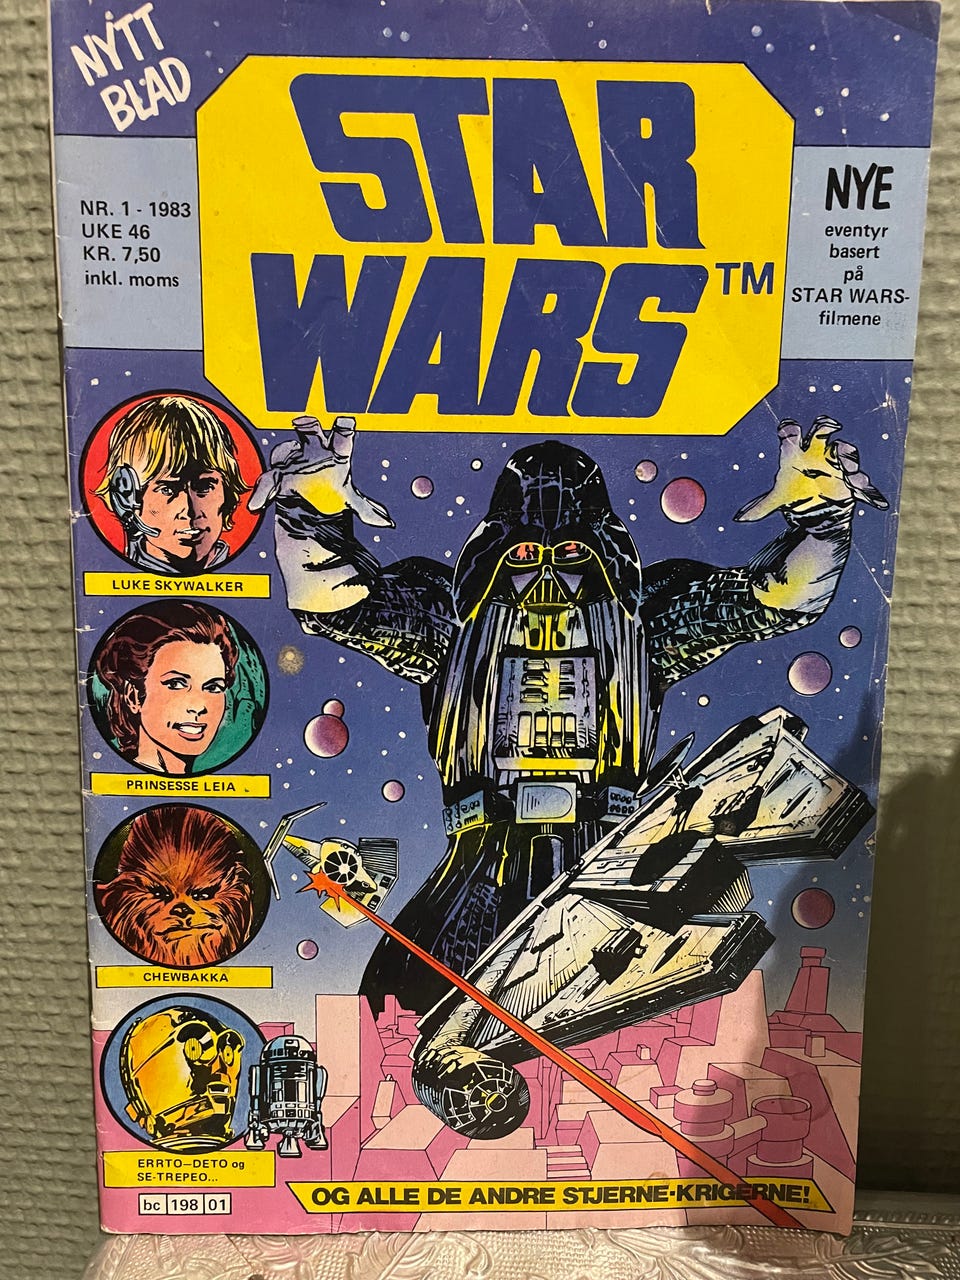 NYTT
BLAD
STAR
WARS™
NR. 1 - 1983
UKE 46
KR. 7,50
inkl. moms
NYE
eventyr
basert
på
STAR WARS-
filmene
LUKE SKYWALKER
PRINSESSE LEIA
CHEWBAKKA
ERRTO-DETO og
SE-TREPEO...
bc 198 01
OG ALLE DE ANDRE STJERNE-KRIGERNE!